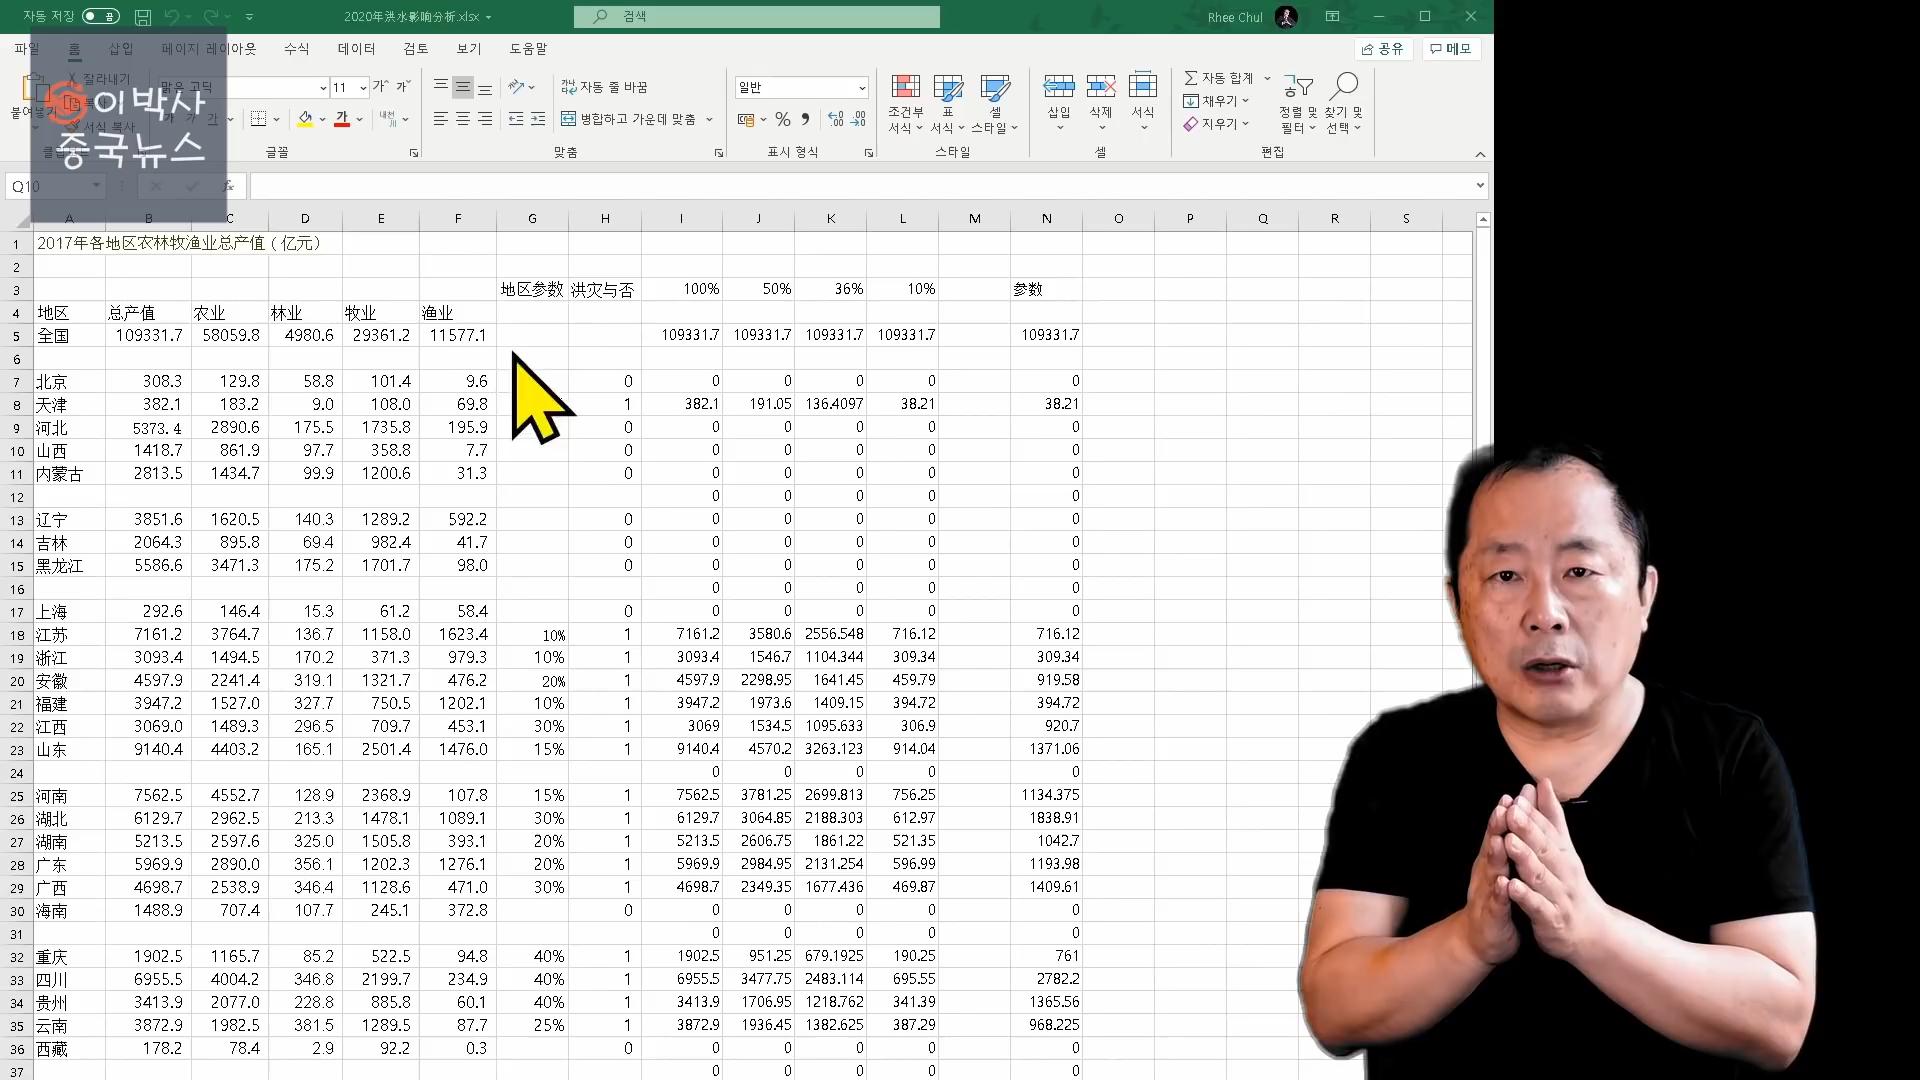 자동 저장 끔 2020年洪水影响分析.xlsx 검색 Rhee Chul
파일 홈 삽입 페이지 레이아웃 수식 데이터 검토 보기 도움말 공유 메모
이박사
중국뉴스
잘라내기 맑은 고딕 11 가 가 자동 줄 바꿈 일반 자동 합계
조건부 서식 표 서식 셀 스타일 삽입 삭제 서식 채우기 정렬 및 필터 찾기 및 선택
서식 복사 가 가 가 가 내천 병합하고 가운데 맞춤 % 지우기
글꼴 맞춤 표시 형식 스타일 셀 편집
Q10 fx
A B C D E F G H I J K L M N O P Q R S
1 2017年各地区农林牧渔业总产值（亿元）
2
3 地区参数 洪灾与否 100% 50% 36% 10% 参数
4 地区 总产值 农业 林业 牧业 渔业
5 全国 109331.7 58059.8 4980.6 29361.2 11577.1 109331.7 109331.7 109331.7 109331.7 109331.7
6
7 北京 308.3 129.8 58.8 101.4 9.6 0 0 0 0 0 0
8 天津 382.1 183.2 9.0 108.0 69.8 1 382.1 191.05 136.4097 38.21 38.21
9 河北 5373.4 2890.6 175.5 1735.8 195.9 0 0 0 0 0 0
10 山西 1418.7 861.9 97.7 358.8 7.7 0 0 0 0 0 0
11 内蒙古 2813.5 1434.7 99.9 1200.6 31.3 0 0 0 0 0 0
12 0 0 0 0 0
13 辽宁 3851.6 1620.5 140.3 1289.2 592.2 0 0 0 0 0 0
14 吉林 2064.3 895.8 69.4 982.4 41.7 0 0 0 0 0 0
15 黑龙江 5586.6 3471.3 175.2 1701.7 98.0 0 0 0 0 0 0
16 0 0 0 0 0
17 上海 292.6 146.4 15.3 61.2 58.4 0 0 0 0 0 0
18 江苏 7161.2 3764.7 136.7 1158.0 1623.4 10% 1 7161.2 3580.6 2556.548 716.12 716.12
19 浙江 3093.4 1494.5 170.2 371.3 979.3 10% 1 3093.4 1546.7 1104.344 309.34 309.34
20 安徽 4597.9 2241.4 319.1 1321.7 476.2 20% 1 4597.9 2298.95 1641.45 459.79 919.58
21 福建 3947.2 1527.0 327.7 750.5 1202.1 10% 1 3947.2 1973.6 1409.15 394.72 394.72
22 江西 3069.0 1489.3 296.5 709.7 453.1 30% 1 3069 1534.5 1095.633 306.9 920.7
23 山东 9140.4 4403.2 165.1 2501.4 1476.0 15% 1 9140.4 4570.2 3263.123 914.04 1371.06
24 0 0 0 0 0
25 河南 7562.5 4552.7 128.9 2368.9 107.8 15% 1 7562.5 3781.25 2699.813 756.25 1134.375
26 湖北 6129.7 2962.5 213.3 1478.1 1089.1 30% 1 6129.7 3064.85 2188.303 612.97 1838.91
27 湖南 5213.5 2597.6 325.0 1505.8 393.1 20% 1 5213.5 2606.75 1861.22 521.35 1042.7
28 广东 5969.9 2890.0 356.1 1202.3 1276.1 20% 1 5969.9 2984.95 2131.254 596.99 1193.98
29 广西 4698.7 2538.9 346.4 1128.6 471.0 30% 1 4698.7 2349.35 1677.436 469.87 1409.61
30 海南 1488.9 707.4 107.7 245.1 372.8 0 0 0 0 0 0
31 0 0 0 0 0
32 重庆 1902.5 1165.7 85.2 522.5 94.8 40% 1 1902.5 951.25 679.1925 190.25 761
33 四川 6955.5 4004.2 346.8 2199.7 234.9 40% 1 6955.5 3477.75 2483.114 695.55 2782.2
34 贵州 3413.9 2077.0 228.8 885.8 60.1 40% 1 3413.9 1706.95 1218.762 341.39 1365.56
35 云南 3872.9 1982.5 381.5 1289.5 87.7 25% 1 3872.9 1936.45 1382.625 387.29 968.225
36 西藏 178.2 78.4 2.9 92.2 0.3 0 0 0 0 0 0
37 0 0 0 0 0